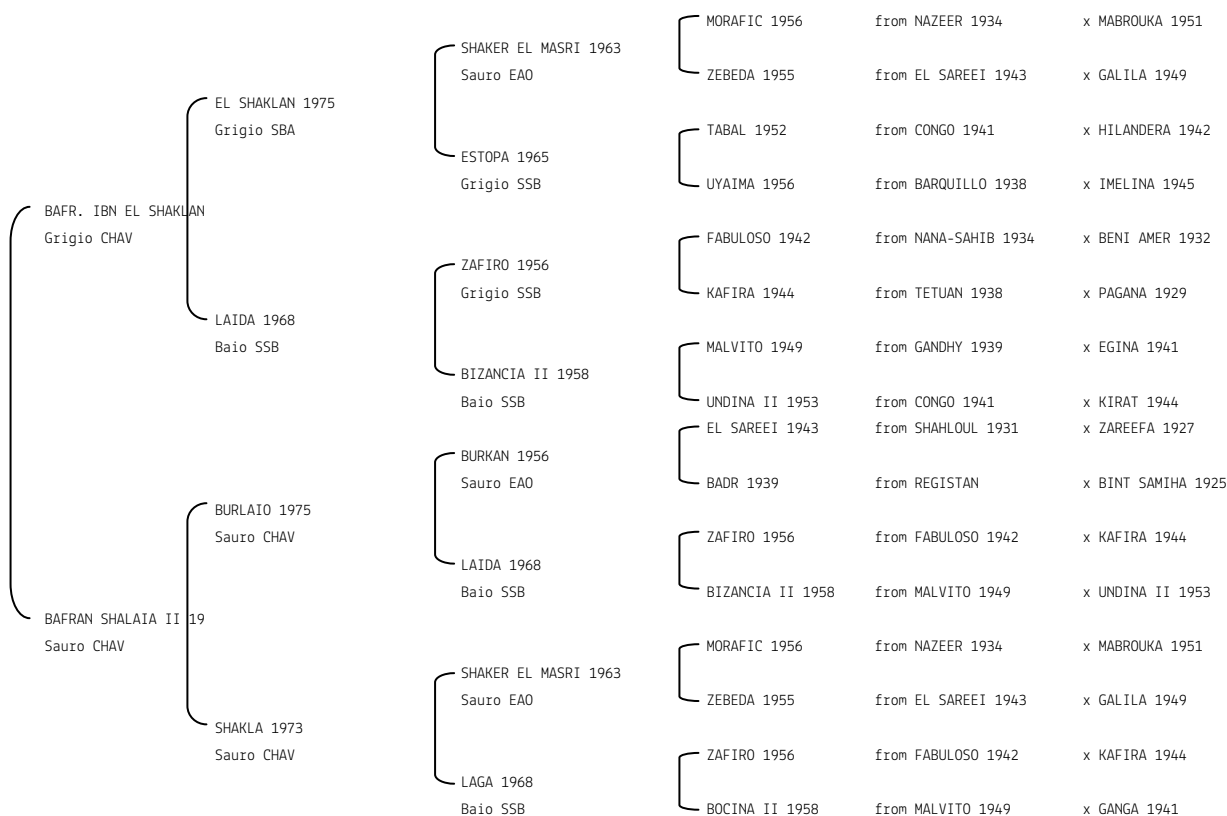 MORAFIC 1956 from NAZEER 1934 x MABROUKA 1951
SHAKER EL MASRI 1963
Sauro EAO ZEBEDA 1955 from EL SAREEI 1943 x GALILA 1949
EL SHAKLAN 1975
Grigio SBA TABAL 1952 from CONGO 1941 x HILANDERA 1942
ESTOPA 1965
Grigio SSB UYAIMA 1956 from BARQUILLO 1938 x IMELINA 1945
BAFR. IBN EL SHAKLAN
Grigio CHAV FABULOSO 1942 from NANA-SAHIB 1934 x BENI AMER 1932
ZAFIRO 1956
Grigio SSB KAFIRA 1944 from TETUAN 1938 x PAGANA 1929
LAIDA 1968
Baio SSB MALVITO 1949 from GANDHY 1939 x EGINA 1941
BIZANCIA II 1958
Baio SSB UNDINA II 1953 from CONGO 1941 x KIRAT 1944
EL SAREEI 1943 from SHAHLOUL 1931 x ZAREEFA 1927
BURKAN 1956
Sauro EAO BADR 1939 from REGISTAN x BINT SAMIHA 1925
BURLAIO 1975
Sauro CHAV ZAFIRO 1956 from FABULOSO 1942 x KAFIRA 1944
LAIDA 1968
Baio SSB BIZANCIA II 1958 from MALVITO 1949 x UNDINA II 1953
BAFRAN SHALAIA II 19
Sauro CHAV MORAFIC 1956 from NAZEER 1934 x MABROUKA 1951
SHAKER EL MASRI 1963
Sauro EAO ZEBEDA 1955 from EL SAREEI 1943 x GALILA 1949
SHAKLA 1973
Sauro CHAV ZAFIRO 1956 from FABULOSO 1942 x KAFIRA 1944
LAGA 1968
Baio SSB BOCINA II 1958 from MALVITO 1949 x GANGA 1941